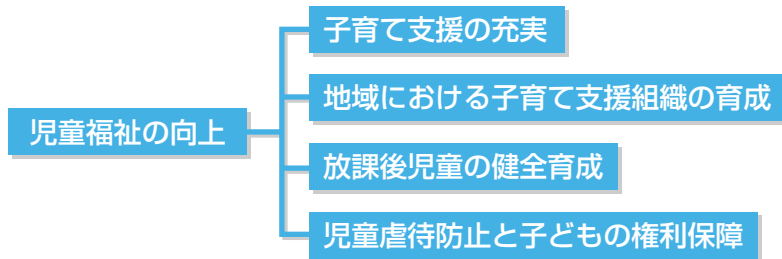 児童福祉の向上
子育て支援の充実
地域における子育て支援組織の育成
放課後児童の健全育成
児童虐待防止と子どもの権利保障